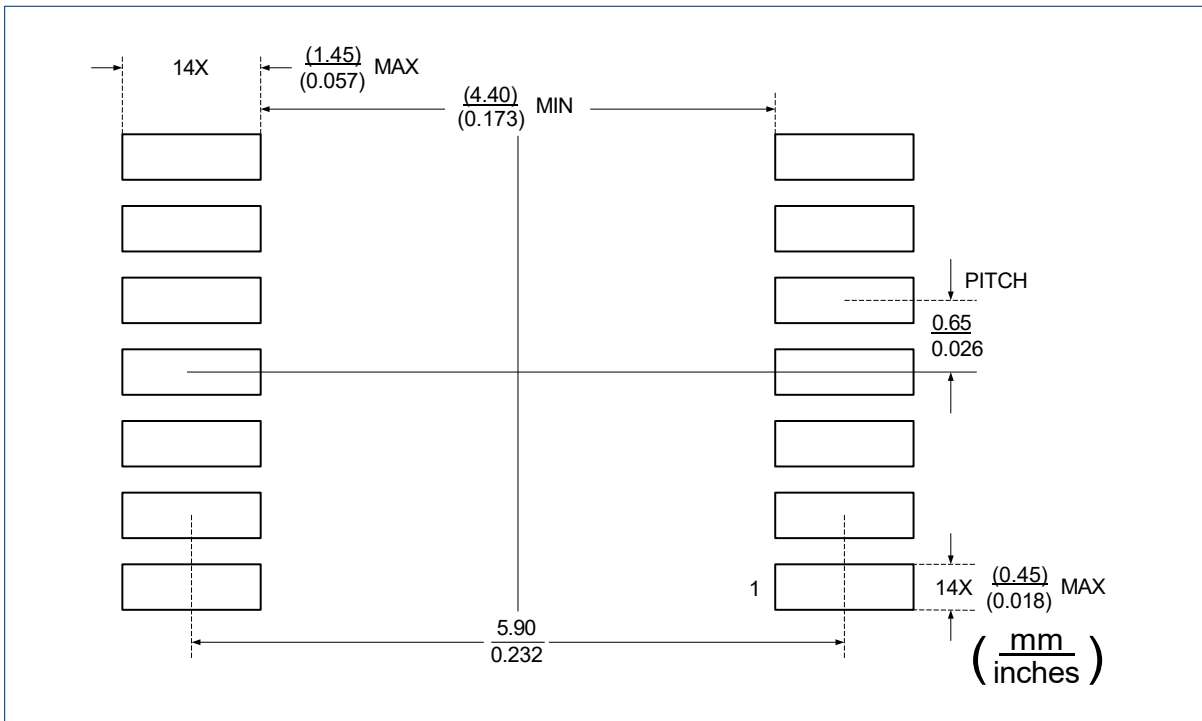 14X (1.45) MAX
(0.057)
(4.40) MIN
(0.173)
PITCH
0.65
0.026
1 14X (0.45) MAX
(0.018)
5.90
0.232
(mm
inches)